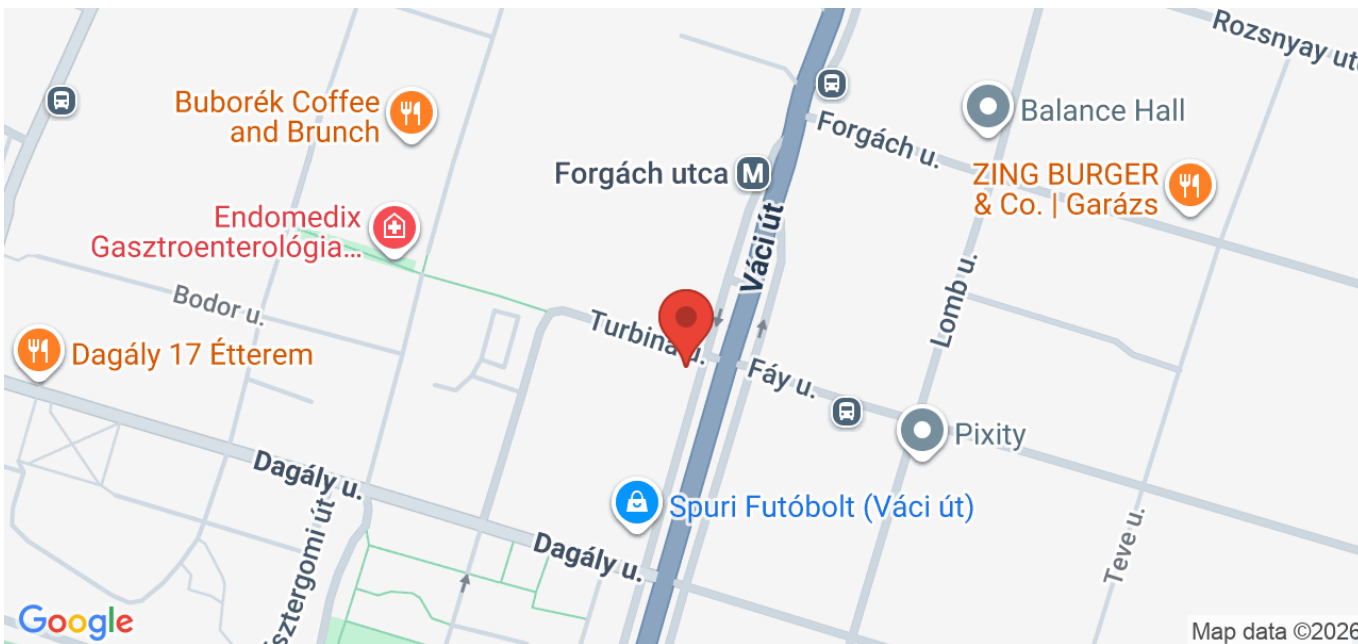 Rozsnyay ut
Buborék Coffee
and Brunch
Balance Hall
Forgách u.
Forgách utca M
ZING BURGER
& Co. | Garázs
Endomedix
Gasztroenterológia...
Váci út
Bodor u.
Lomb u.
Turbina u.
Dagály 17 Étterem
Fáy u.
Pixity
Dagály u.
Spuri Futóbolt (Váci út)
sztergomi út
Dagály u.
Teve u.
Google
Map data ©2026